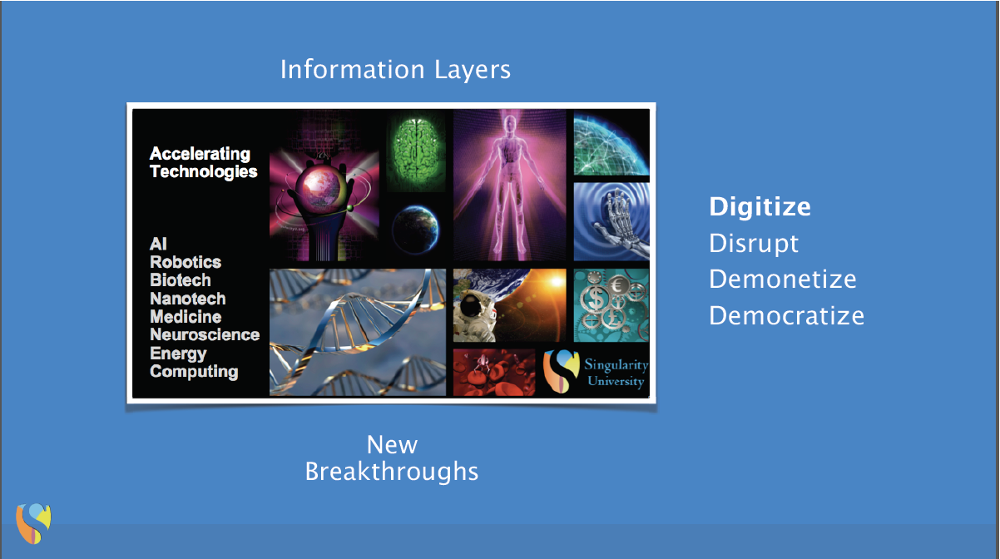 Information Layers
Accelerating
Technologies
AI
Robotics
Biotech
Nanotech
Medicine
Neuroscience
Energy
Computing
Singularity
University
Digitize
Disrupt
Demonetize
Democratize
New
Breakthroughs